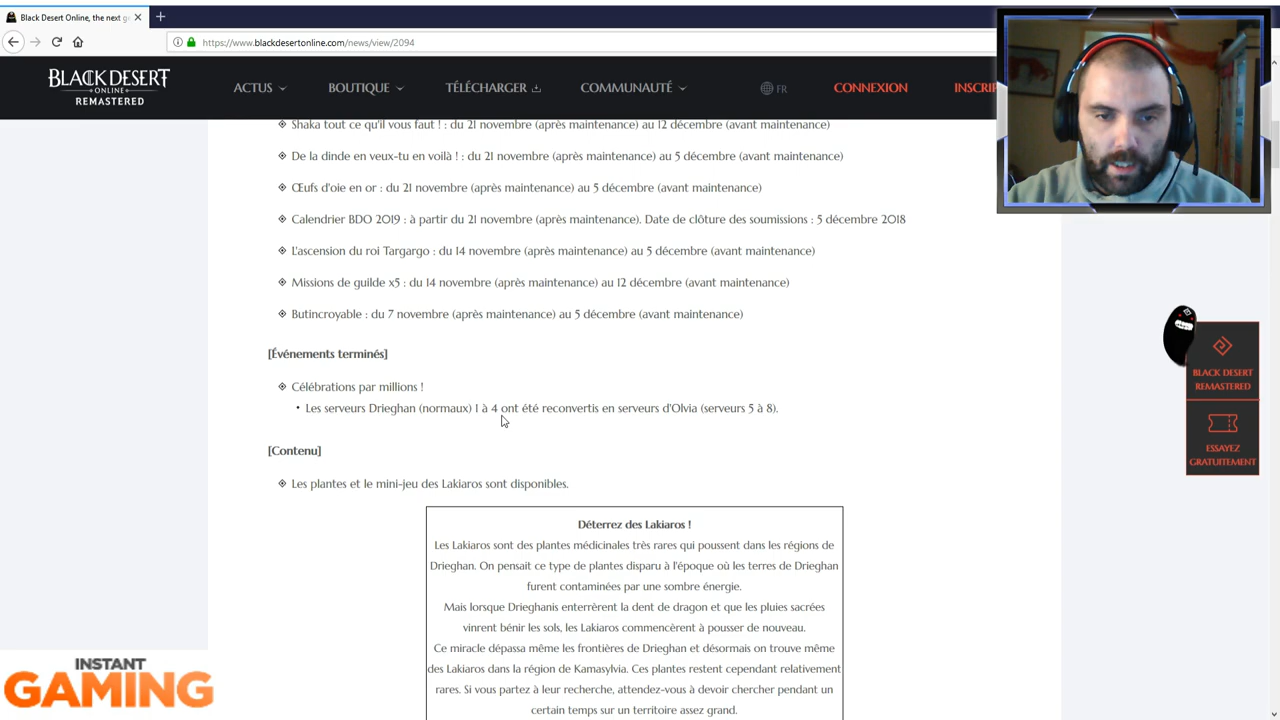 Black Desert Online, the next g
https://www.blackdesertonline.com/news/view/2094
BLACK DESERT
ONLINE
REMASTERED
ACTUS
BOUTIQUE
TÉLÉCHARGER
COMMUNAUTÉ
FR
CONNEXION
INSCRIP
Shaka tout ce qu'il vous faut ! : du 21 novembre (après maintenance) au 12 décembre (avant maintenance)
De la dinde en veux-tu en voilà ! : du 21 novembre (après maintenance) au 5 décembre (avant maintenance)
Œufs d'oie en or : du 21 novembre (après maintenance) au 5 décembre (avant maintenance)
Calendrier BDO 2019 : à partir du 21 novembre (après maintenance). Date de clôture des soumissions : 5 décembre 2018
L'ascension du roi Targargo : du 14 novembre (après maintenance) au 5 décembre (avant maintenance)
Missions de guilde x5 : du 14 novembre (après maintenance) au 12 décembre (avant maintenance)
Butincroyable : du 7 novembre (après maintenance) au 5 décembre (avant maintenance)
[Événements terminés]
Célébrations par millions !
• Les serveurs Drieghan (normaux) 1 à 4 ont été reconvertis en serveurs d'Olvia (serveurs 5 à 8).
[Contenu]
Les plantes et le mini-jeu des Lakiaros sont disponibles.
Déterrez des Lakiaros !
Les Lakiaros sont des plantes médicinales très rares qui poussent dans les régions de
Drieghan. On pensait ce type de plantes disparu à l'époque où les terres de Drieghan
furent contaminées par une sombre énergie.
Mais lorsque Drieghanis enterrèrent la dent de dragon et que les pluies sacrées
vinrent bénir les sols, les Lakiaros commencèrent à pousser de nouveau.
Ce miracle dépassa même les frontières de Drieghan et désormais on trouve même
des Lakiaros dans la région de Kamasylvia. Ces plantes restent cependant relativement
rares. Si vous partez à leur recherche, attendez-vous à devoir chercher pendant un
certain temps sur un territoire assez grand.
BLACK DESERT
REMASTERED
ESSAYEZ
GRATUITEMENT
INSTANT
GAMING